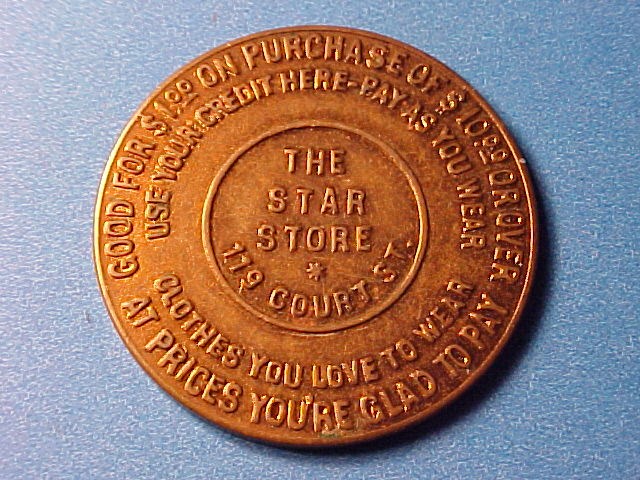 GOOD FOR $1.00 ON PURCHASE OF $10.00 OR OVER
USE YOUR CREDIT HERE-PAY AS YOU WEAR
THE
STAR
STORE
*
119 COURT ST.
CLOTHES YOU LOVE TO WEAR
AT PRICES YOU'RE GLAD TO PAY